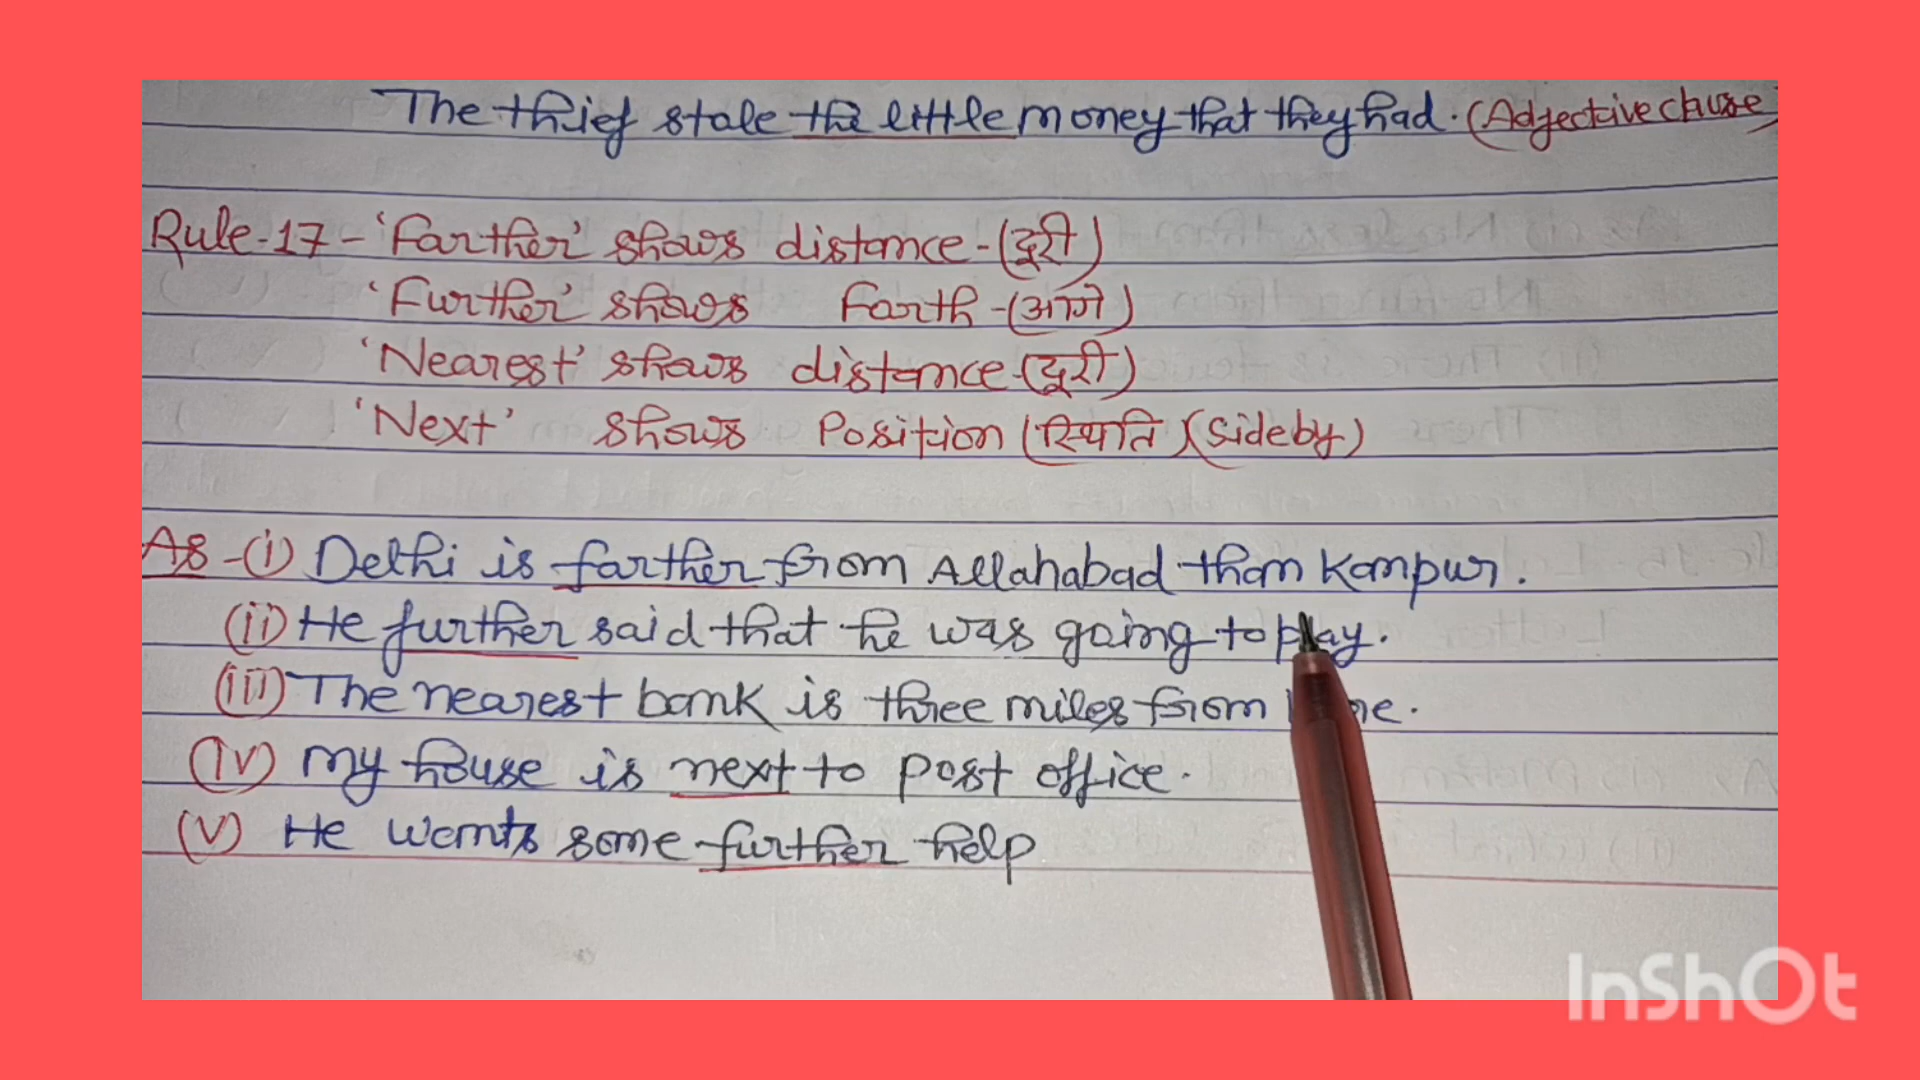 The thief stole the little money that they had. (Adjective clause)
Rule-17- 'Farther' shows distance-(दूरी)
'Further' shows Farth-(आगे)
'Nearest' shows distance-(दूरी)
'Next' shows Position (स्थिति) (Sideby)
As-(i) Delhi is farther from Allahabad than Kanpur.
(ii) He further said that he was going to play.
(iii) The nearest bank is three miles from
(iv) My house is next to post office.
(v) He wants some further help
InShOt